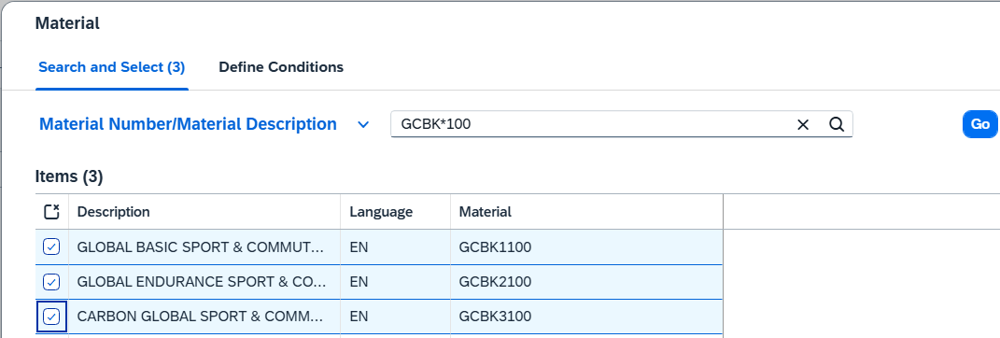 Material
Search and Select (3) Define Conditions
Material Number/Material Description GCBK*100 Go
Items (3)
Description Language Material
GLOBAL BASIC SPORT & COMMUT... EN GCBK1100
GLOBAL ENDURANCE SPORT & CO... EN GCBK2100
CARBON GLOBAL SPORT & COMM... EN GCBK3100